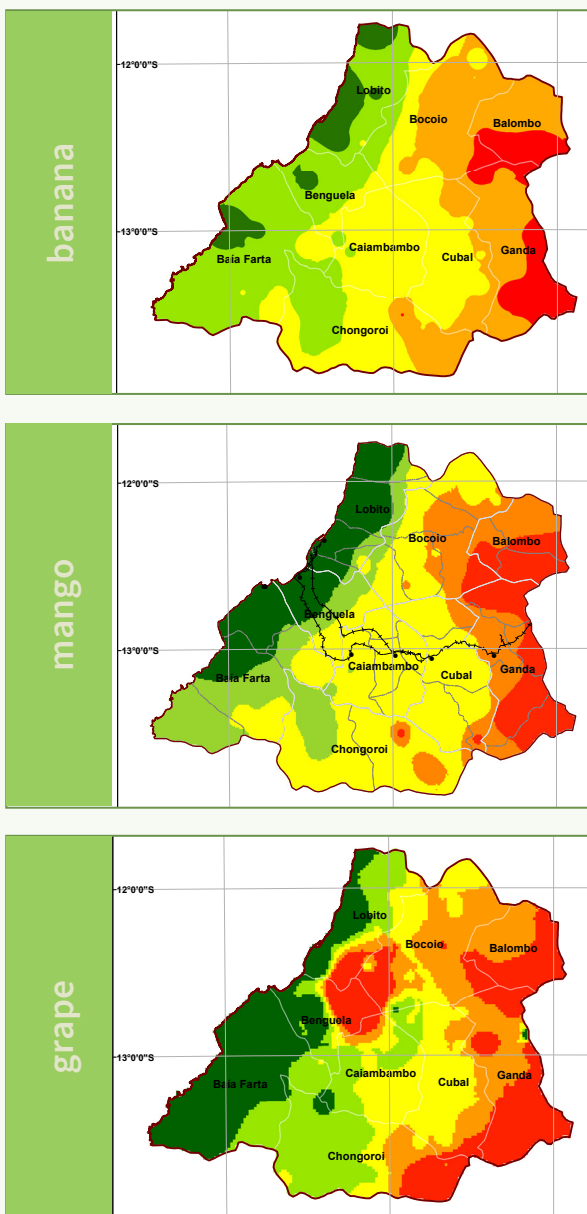 banana
12°0'0"S
13°0'0"S
Lobito
Bocoio
Balombo
Benguela
Baía Farta
Caiambambo
Cubal
Ganda
Chongoroi
mango
12°0'0"S
13°0'0"S
Lobito
Bocoio
Balombo
Benguela
Baía Farta
Caiambambo
Cubal
Ganda
Chongoroi
grape
12°0'0"S
13°0'0"S
Lobito
Bocoio
Balombo
Benguela
Baía Farta
Caiambambo
Cubal
Ganda
Chongoroi